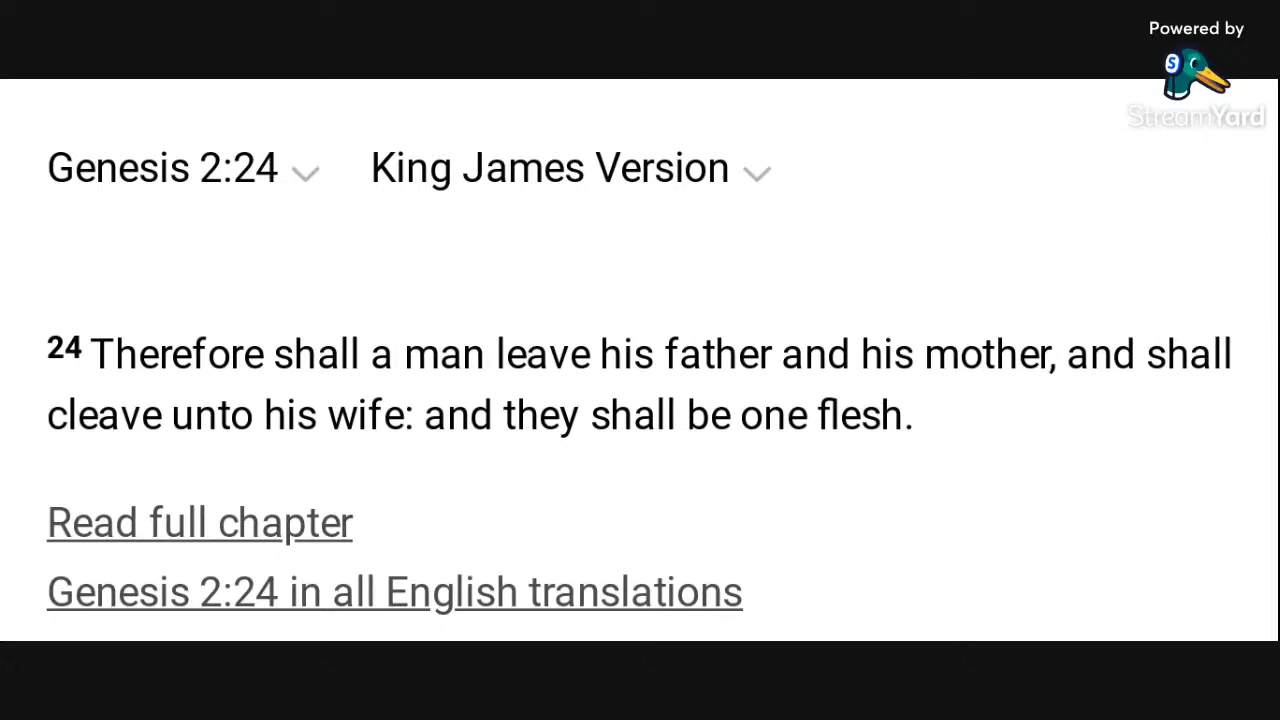 Powered by
S
StreamYard
Genesis 2:24 King James Version
24 Therefore shall a man leave his father and his mother, and shall
cleave unto his wife: and they shall be one flesh.
Read full chapter
Genesis 2:24 in all English translations